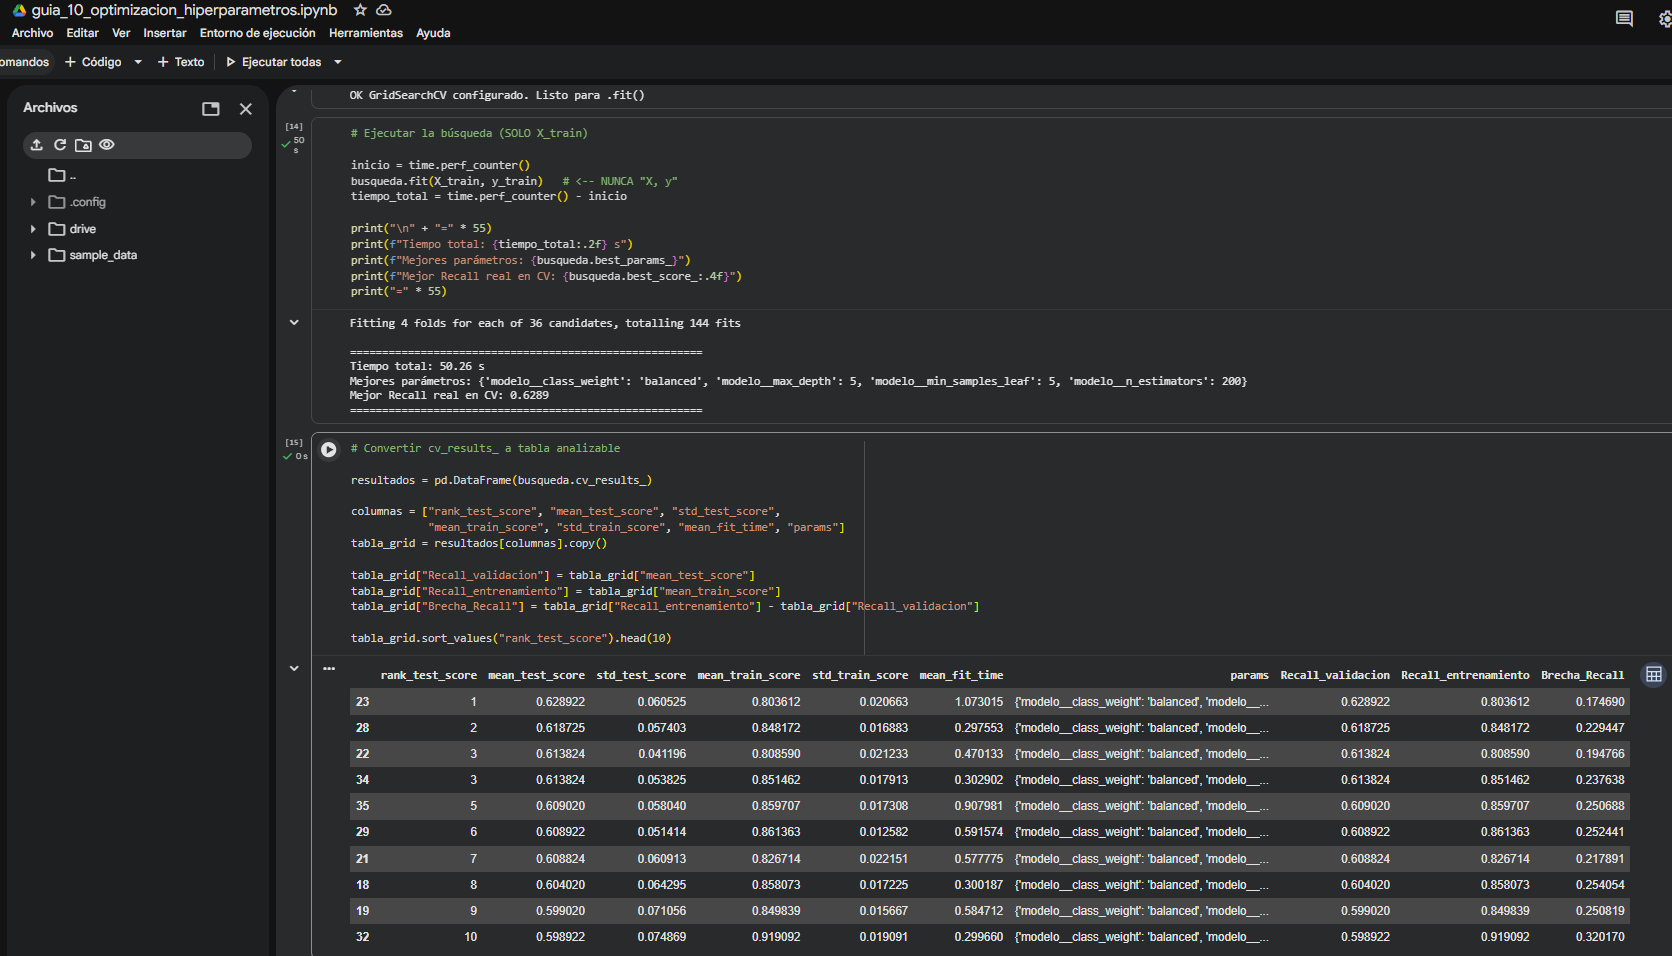 guia_10_optimizacion_hiperparametros.ipynb
Archivo Editar Ver Insertar Entorno de ejecución Herramientas Ayuda
omandos + Código + Texto Ejecutar todas
Archivos
..
.config
drive
sample_data
OK GridSearchCV configurado. Listo para .fit()
[14]
50
s
# Ejecutar la búsqueda (SOLO X_train)
inicio = time.perf_counter()
busqueda.fit(X_train, y_train)   # <-- NUNCA "X, y"
tiempo_total = time.perf_counter() - inicio
print("\n" + "=" * 55)
print(f"Tiempo total: {tiempo_total:.2f} s")
print(f"Mejores parámetros: {busqueda.best_params_}")
print(f"Mejor Recall real en CV: {busqueda.best_score_:.4f}")
print("=" * 55)
Fitting 4 folds for each of 36 candidates, totalling 144 fits
=======================================================
Tiempo total: 50.26 s
Mejores parámetros: {'modelo__class_weight': 'balanced', 'modelo__max_depth': 5, 'modelo__min_samples_leaf': 5, 'modelo__n_estimators': 200}
Mejor Recall real en CV: 0.6289
=======================================================
[15]
0 s
# Convertir cv_results_ a tabla analizable
resultados = pd.DataFrame(busqueda.cv_results_)
columnas = ["rank_test_score", "mean_test_score", "std_test_score",
            "mean_train_score", "std_train_score", "mean_fit_time", "params"]
tabla_grid = resultados[columnas].copy()
tabla_grid["Recall_validacion"] = tabla_grid["mean_test_score"]
tabla_grid["Recall_entrenamiento"] = tabla_grid["mean_train_score"]
tabla_grid["Brecha_Recall"] = tabla_grid["Recall_entrenamiento"] - tabla_grid["Recall_validacion"]
tabla_grid.sort_values("rank_test_score").head(10)
rank_test_score mean_test_score std_test_score mean_train_score std_train_score mean_fit_time params Recall_validacion Recall_entrenamiento Brecha_Recall
23 1 0.628922 0.060525 0.803612 0.020663 1.073015 {'modelo__class_weight': 'balanced', 'modelo__... 0.628922 0.803612 0.174690
28 2 0.618725 0.057403 0.848172 0.016883 0.297553 {'modelo__class_weight': 'balanced', 'modelo__... 0.618725 0.848172 0.229447
22 3 0.613824 0.041196 0.808590 0.021233 0.470133 {'modelo__class_weight': 'balanced', 'modelo__... 0.613824 0.808590 0.194766
34 3 0.613824 0.053825 0.851462 0.017913 0.302902 {'modelo__class_weight': 'balanced', 'modelo__... 0.613824 0.851462 0.237638
35 5 0.609020 0.058040 0.859707 0.017308 0.907981 {'modelo__class_weight': 'balanced', 'modelo__... 0.609020 0.859707 0.250688
29 6 0.608922 0.051414 0.861363 0.012582 0.591574 {'modelo__class_weight': 'balanced', 'modelo__... 0.608922 0.861363 0.252441
21 7 0.608824 0.060913 0.826714 0.022151 0.577775 {'modelo__class_weight': 'balanced', 'modelo__... 0.608824 0.826714 0.217891
18 8 0.604020 0.064295 0.858073 0.017225 0.300187 {'modelo__class_weight': 'balanced', 'modelo__... 0.604020 0.858073 0.254054
19 9 0.599020 0.071056 0.849839 0.015667 0.584712 {'modelo__class_weight': 'balanced', 'modelo__... 0.599020 0.849839 0.250819
32 10 0.598922 0.074869 0.919092 0.019091 0.299660 {'modelo__class_weight': 'balanced', 'modelo__... 0.598922 0.919092 0.320170